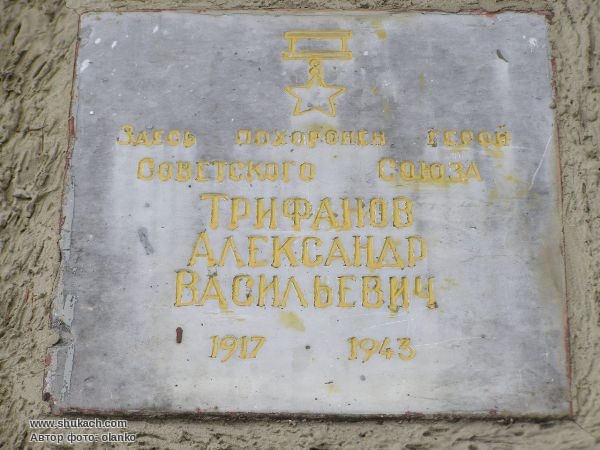 Здесь похоронен герой
Советского Союза
Трифанов
Александр
Васильевич
1917 1943
www.shukach.com
Автор фото- olanko